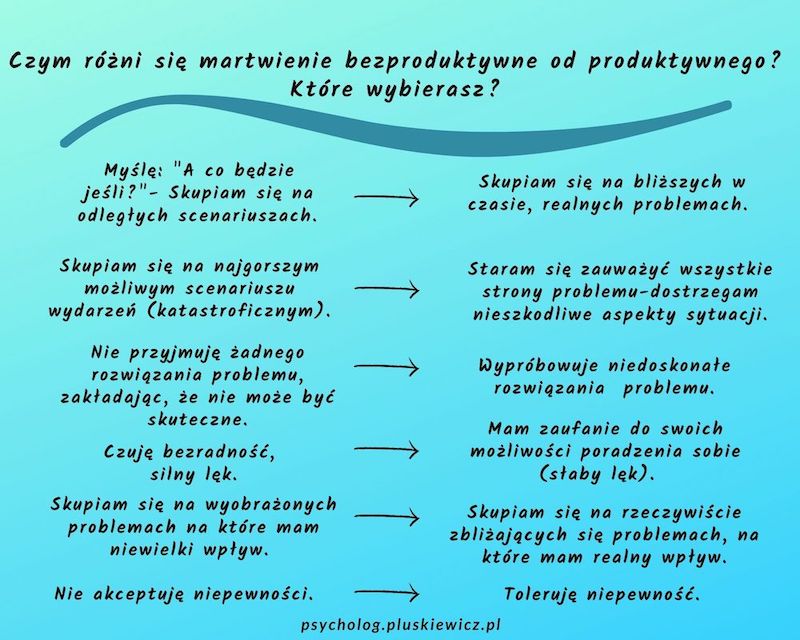 Czym różni się martwienie bezproduktywne od produktywnego?
Które wybierasz?
Myślę: "A co będzie
jeśli?"- Skupiam się na
odległych scenariuszach.
Skupiam się na bliższych w
czasie, realnych problemach.
Skupiam się na najgorszym
możliwym scenariuszu
wydarzeń (katastroficznym).
Staram się zauważyć wszystkie
strony problemu-dostrzegam
nieszkodliwe aspekty sytuacji.
Nie przyjmuję żadnego
rozwiązania problemu,
zakładając, że nie może być
skuteczne.
Wypróbowuje niedoskonałe
rozwiązania problemu.
Czuję bezradność,
silny lęk.
Mam zaufanie do swoich
możliwości poradzenia sobie
(słaby lęk).
Skupiam się na wyobrażonych
problemach na które mam
niewielki wpływ.
Skupiam się na rzeczywiście
zbliżających się problemach, na
które mam realny wpływ.
Nie akceptuję niepewności.
Toleruję niepewność.
psycholog.pluskiewicz.pl